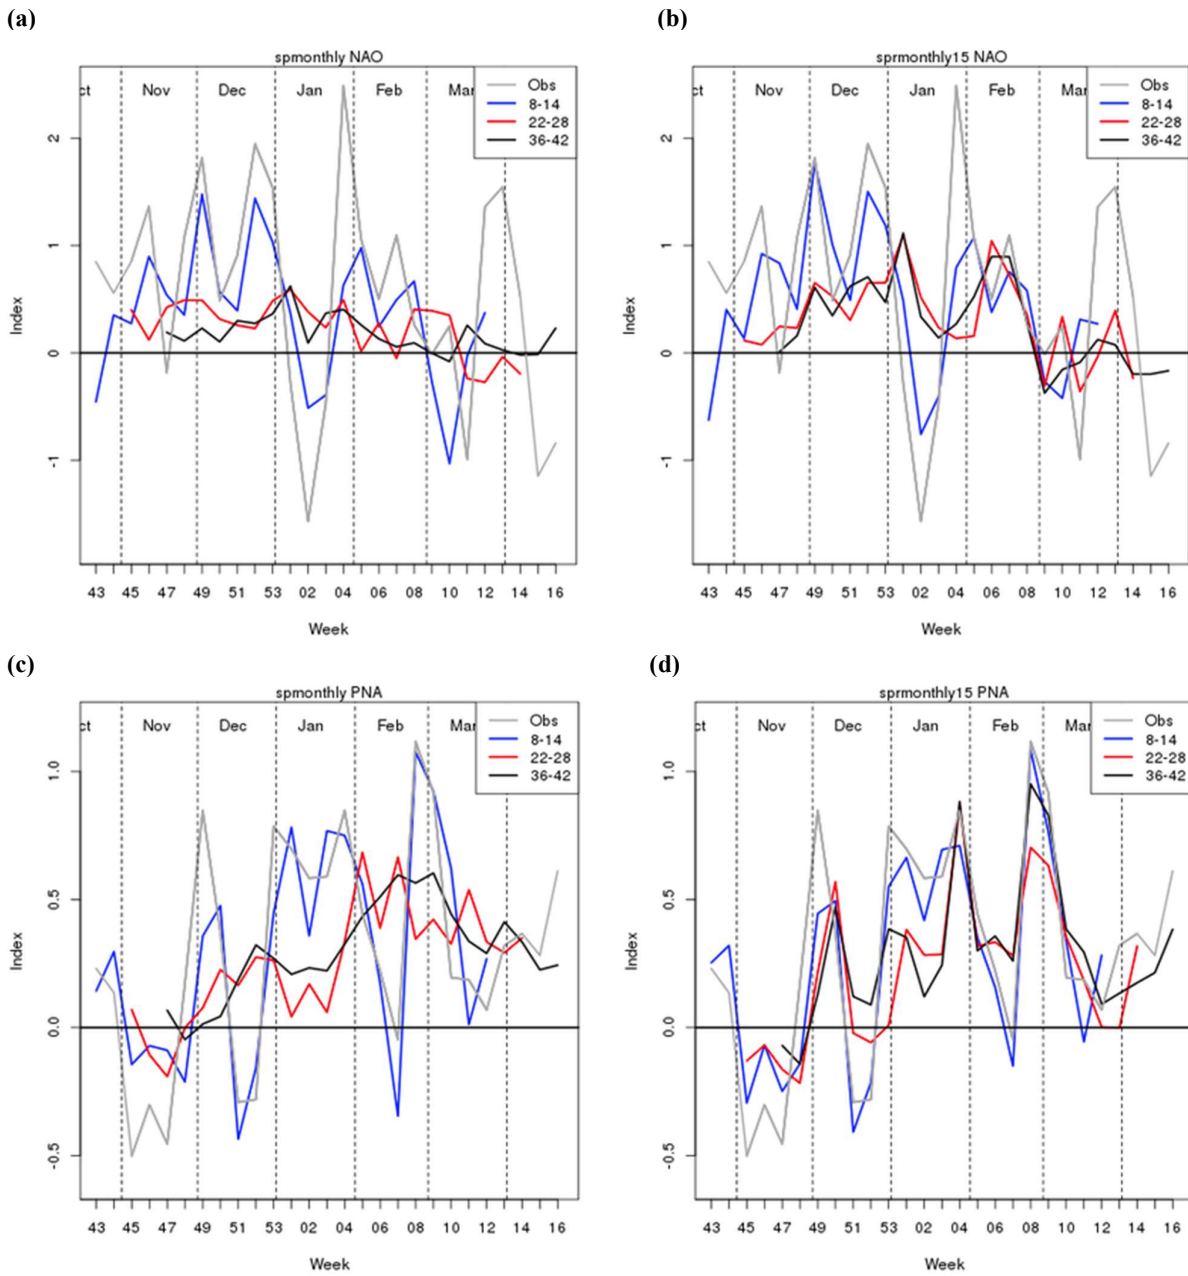 (a)
(b)
spmonthly NAO
spmonthly15 NAO
ct Nov Dec Jan Feb Mar
Obs
8-14
22-28
36-42
ct Nov Dec Jan Feb Mar
Obs
8-14
22-28
36-42
Index
2
1
0
-1
Index
2
1
0
-1
43 45 47 49 51 53 02 04 06 08 10 12 14 16
43 45 47 49 51 53 02 04 06 08 10 12 14 16
Week
Week
(c)
(d)
spmonthly PNA
sprmonthly15 PNA
ct Nov Dec Jan Feb Mar
Obs
8-14
22-28
36-42
ct Nov Dec Jan Feb Mar
Obs
8-14
22-28
36-42
Index
1.0
0.5
0.0
-0.5
Index
1.0
0.5
0.0
-0.5
43 45 47 49 51 53 02 04 06 08 10 12 14 16
43 45 47 49 51 53 02 04 06 08 10 12 14 16
Week
Week